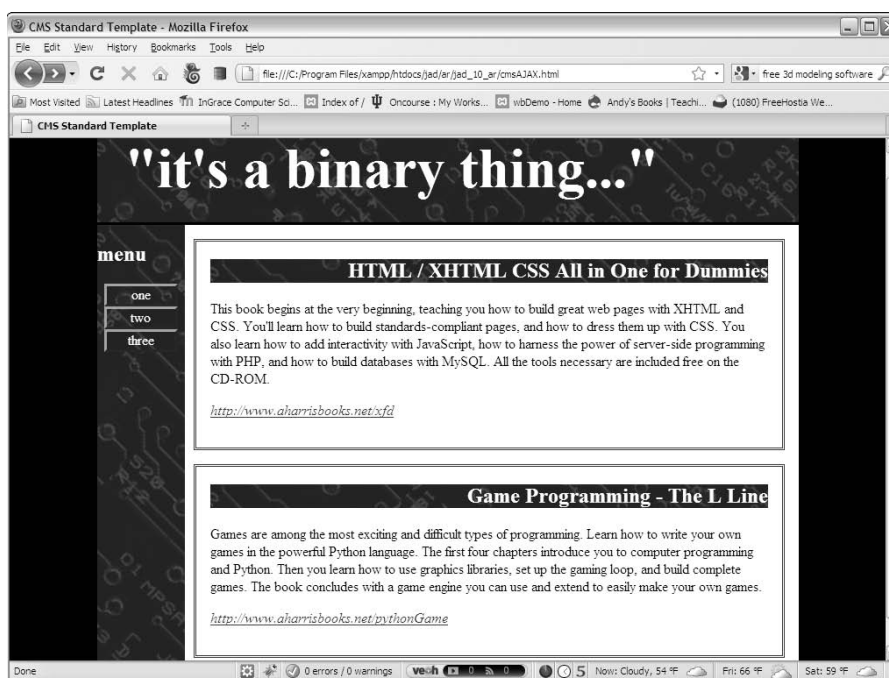 CMS Standard Template - Mozilla Firefox
File Edit View History Bookmarks Tools Help
file:///C:/Program Files/xampp/htdocs/jad/ar/jad_10_ar/cmsAJAX.html
free 3d modeling software
Most Visited Latest Headlines InGrace Computer Sci... Index of / Oncourse : My Works... wbDemo - Home Andy's Books | Teachi... (1080) FreeHostia We...
CMS Standard Template
"it's a binary thing..."
menu
one
two
three
HTML / XHTML CSS All in One for Dummies
This book begins at the very beginning, teaching you how to build great web pages with XHTML and
CSS. You'll learn how to build standards-compliant pages, and how to dress them up with CSS. You
also learn how to add interactivity with JavaScript, how to harness the power of server-side programming
with PHP, and how to build databases with MySQL. All the tools necessary are included free on the
CD-ROM.
http://www.aharrisbooks.net/xfd
Game Programming - The L Line
Games are among the most exciting and difficult types of programming. Learn how to write your own
games in the powerful Python language. The first four chapters introduce you to computer programming
and Python. Then you learn how to use graphics libraries, set up the gaming loop, and build complete
games. The book concludes with a game engine you can use and extend to easily make your own games.
http://www.aharrisbooks.net/pythonGame
Done 0 errors / 0 warnings veoh 0 0 5 Now: Cloudy, 54 °F Fri: 66 °F Sat: 59 °F